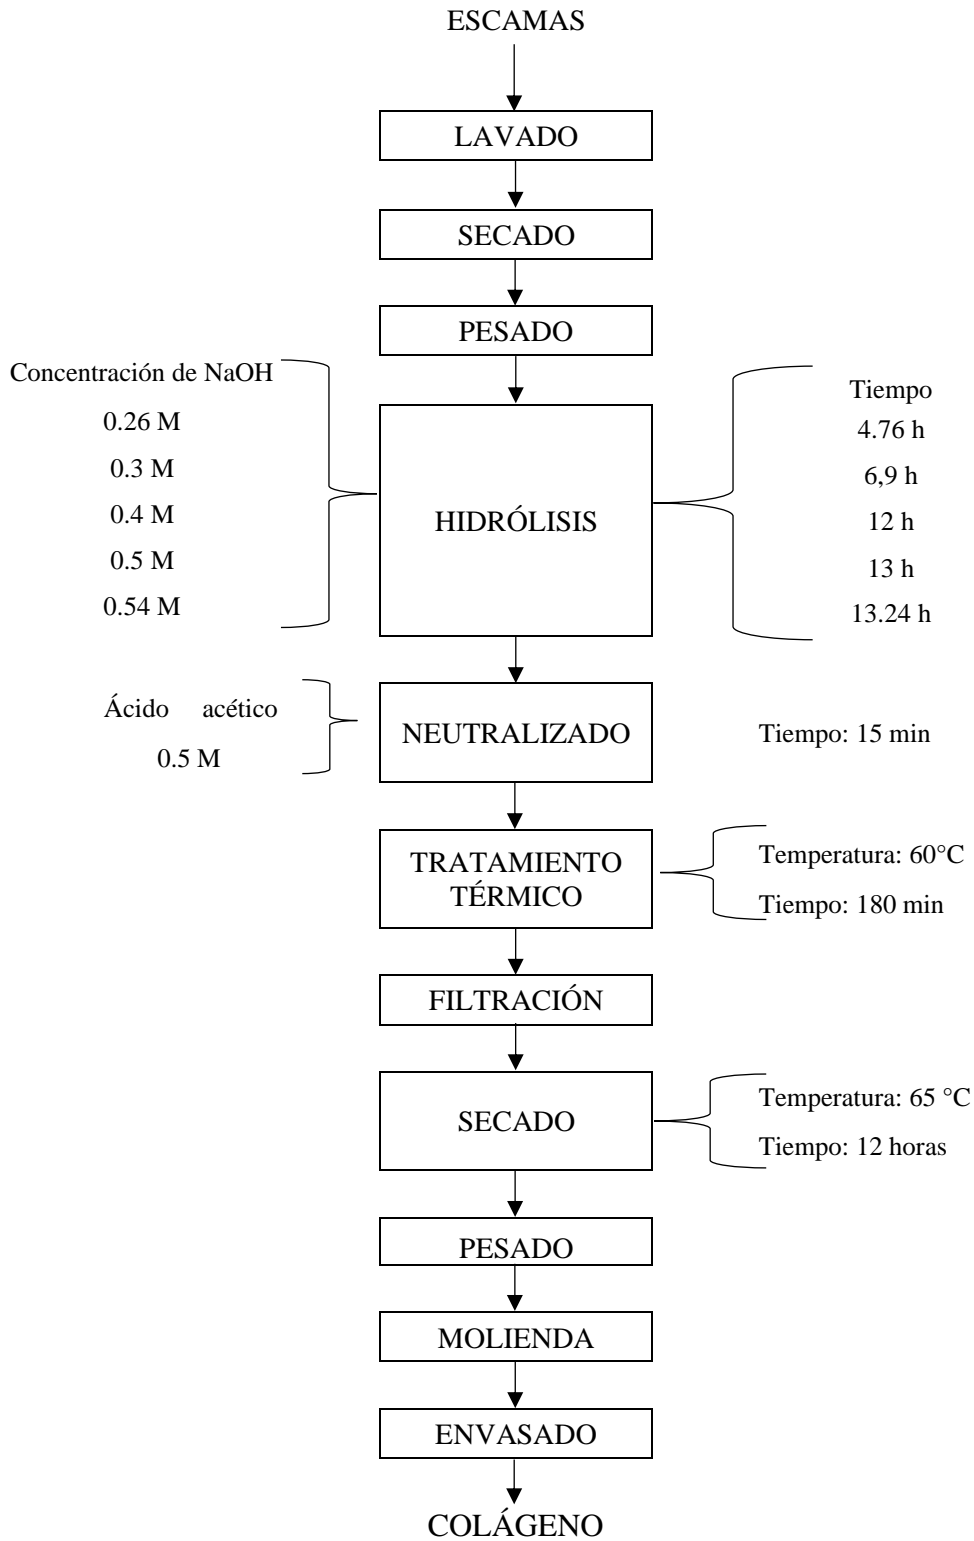 ESCAMAS
LAVADO
SECADO
PESADO
Concentración de NaOH
0.26 M
0.3 M
0.4 M
0.5 M
0.54 M
HIDRÓLISIS
Tiempo
4.76 h
6,9 h
12 h
13 h
13.24 h
Ácido acético
0.5 M
NEUTRALIZADO
Tiempo: 15 min
TRATAMIENTO
TÉRMICO
Temperatura: 60°C
Tiempo: 180 min
FILTRACIÓN
SECADO
Temperatura: 65 °C
Tiempo: 12 horas
PESADO
MOLIENDA
ENVASADO
COLÁGENO